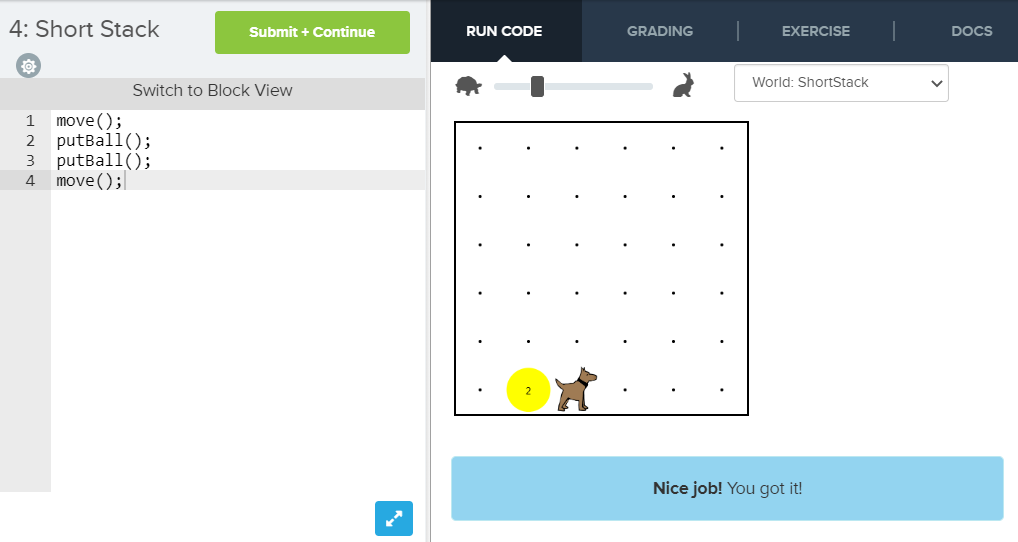 4: Short Stack
Submit + Continue
Switch to Block View
1 move();
2 putBall();
3 putBall();
4 move();
RUN CODE
GRADING
EXERCISE
DOCS
World: ShortStack
2
Nice job! You got it!